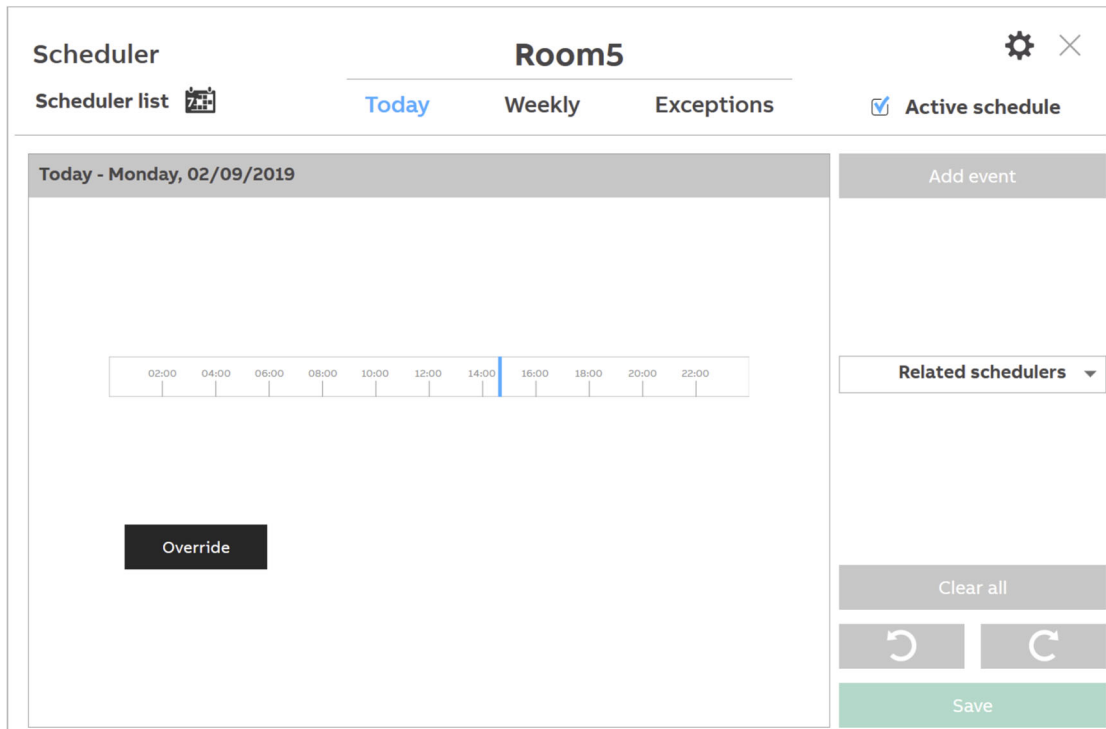 Scheduler
Room5
Scheduler list
Today Weekly Exceptions
Active schedule
Today - Monday, 02/09/2019
Add event
02:00 04:00 06:00 08:00 10:00 12:00 14:00 16:00 18:00 20:00 22:00
Related schedulers
Override
Clear all
Save